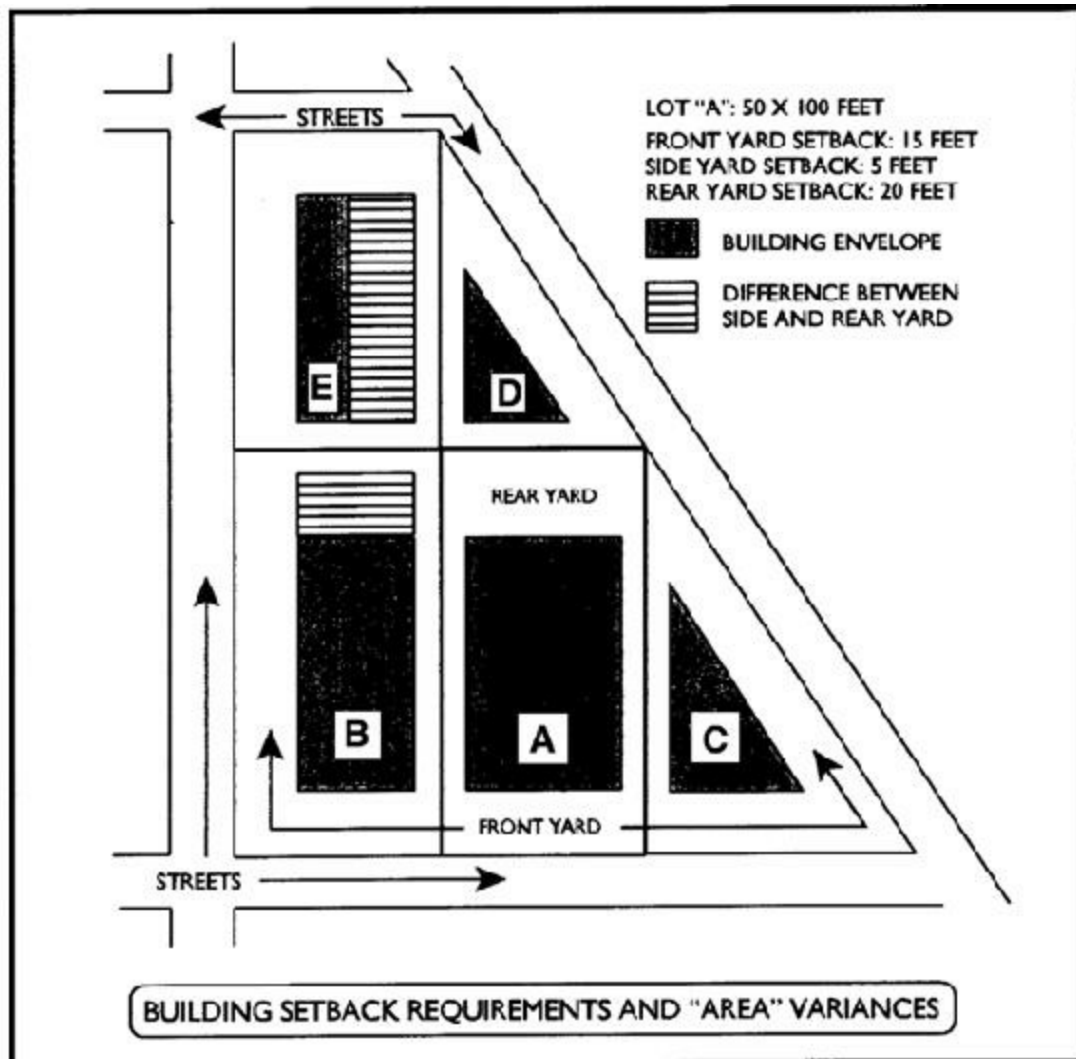 STREETS
LOT "A": 50 X 100 FEET
FRONT YARD SETBACK: 15 FEET
SIDE YARD SETBACK: 5 FEET
REAR YARD SETBACK: 20 FEET
BUILDING ENVELOPE
DIFFERENCE BETWEEN
SIDE AND REAR YARD
E
D
REAR YARD
B
A
C
FRONT YARD
STREETS
BUILDING SETBACK REQUIREMENTS AND "AREA" VARIANCES